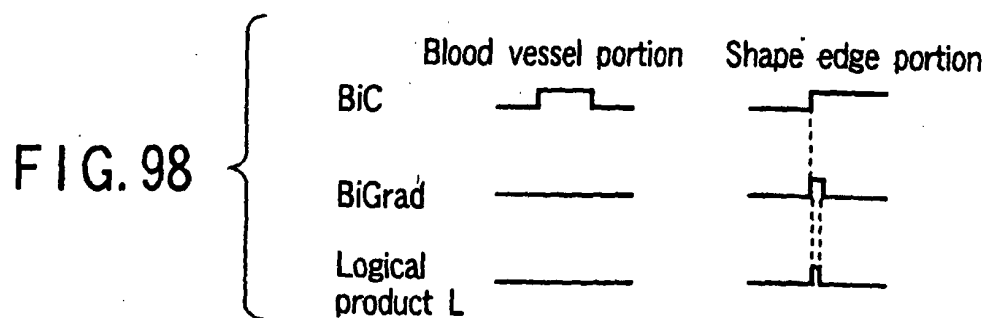 FIG. 98
Blood vessel portion
Shape edge portion
BiC
BiGrad
Logical
product L